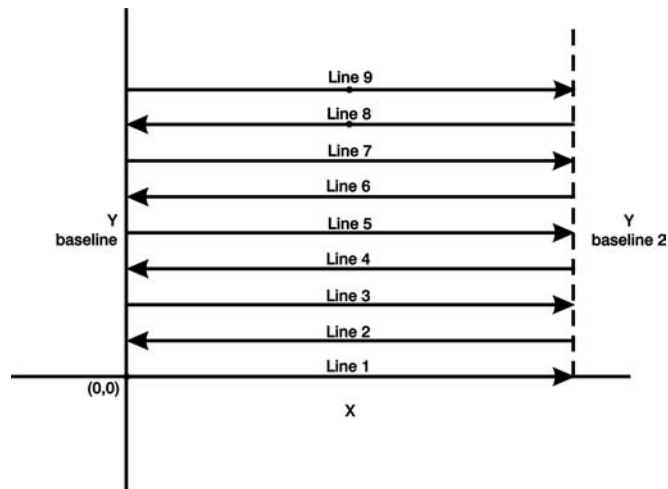 Line 9
Line 8
Line 7
Line 6
Y
baseline
Line 5
Y
baseline 2
Line 4
Line 3
Line 2
Line 1
(0,0)
X